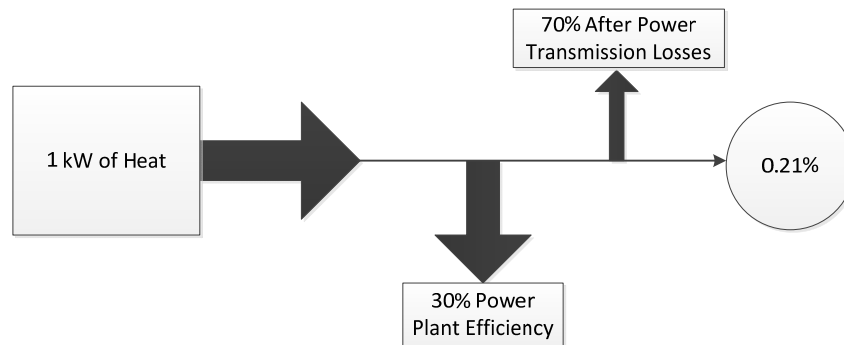 70% After Power
Transmission Losses
1 kW of Heat
0.21%
30% Power
Plant Efficiency